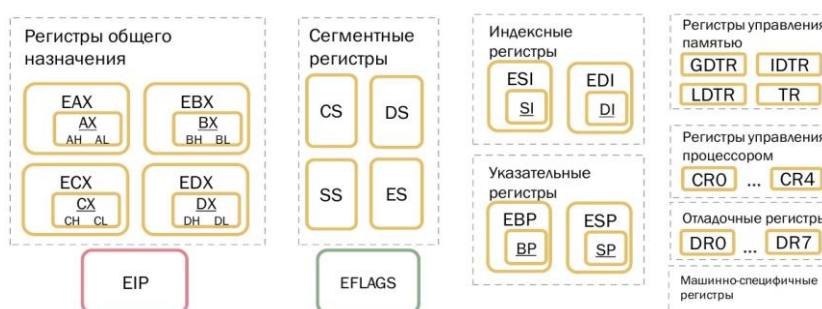 Регистры общего
назначения
EAX
AX
AH AL
EBX
BX
BH BL
ECX
CX
CH CL
EDX
DX
DH DL
EIP
Сегментные
регистры
CS
DS
SS
ES
EFLAGS
Индексные
регистры
ESI
SI
EDI
DI
Указательные
регистры
EBP
BP
ESP
SP
Регистры управления
памятью
GDTR
IDTR
LDTR
TR
Регистры управления
процессором
CR0 ... CR4
Отладочные регистры
DR0 ... DR7
Машинно-специфичные
регистры